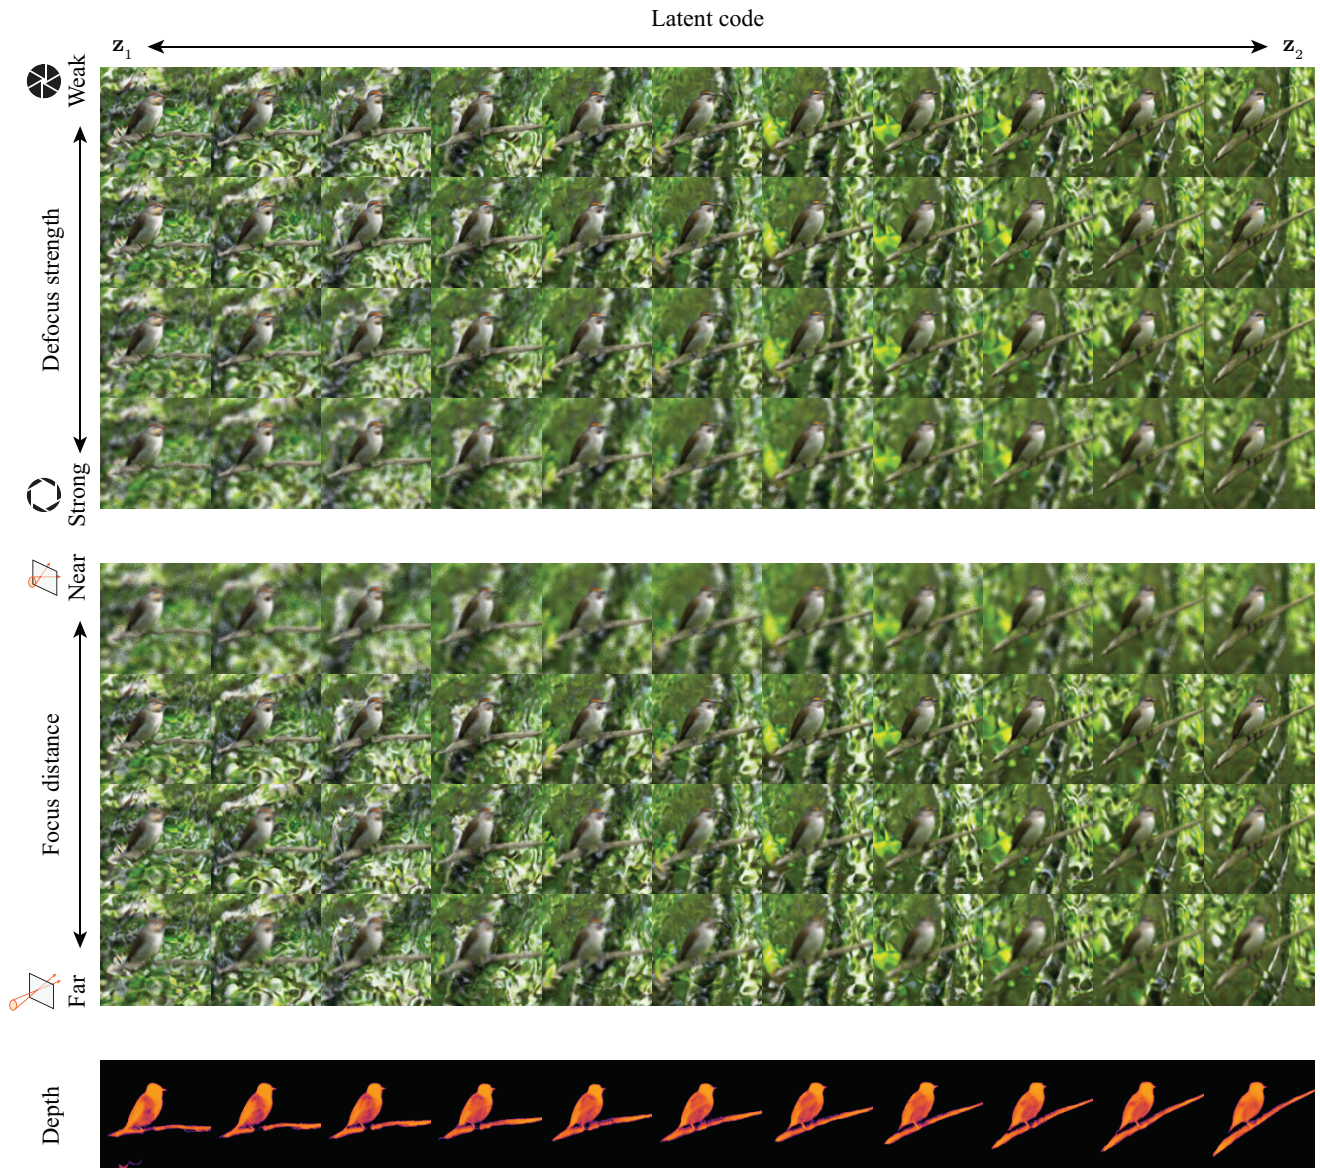 Latent code
z1
z2
Weak
Defocus strength
Strong
Near
Focus distance
Far
Depth